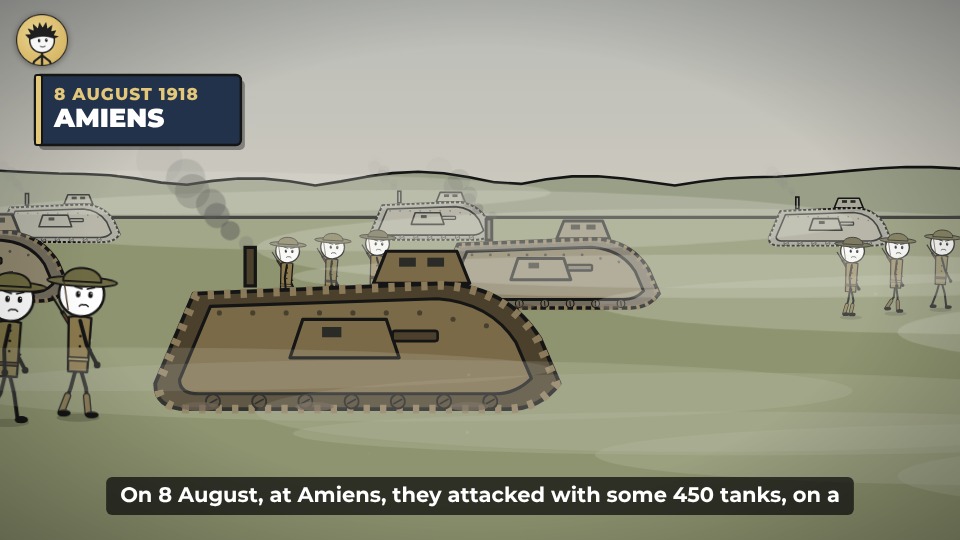 8 AUGUST 1918
AMIENS
On 8 August, at Amiens, they attacked with some 450 tanks, on a